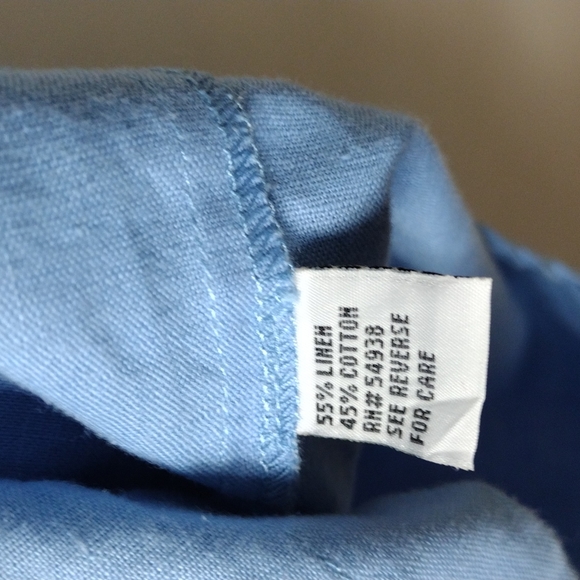 55% LINEN
45% COTTON
RN# 54938
SEE REVERSE
FOR CARE